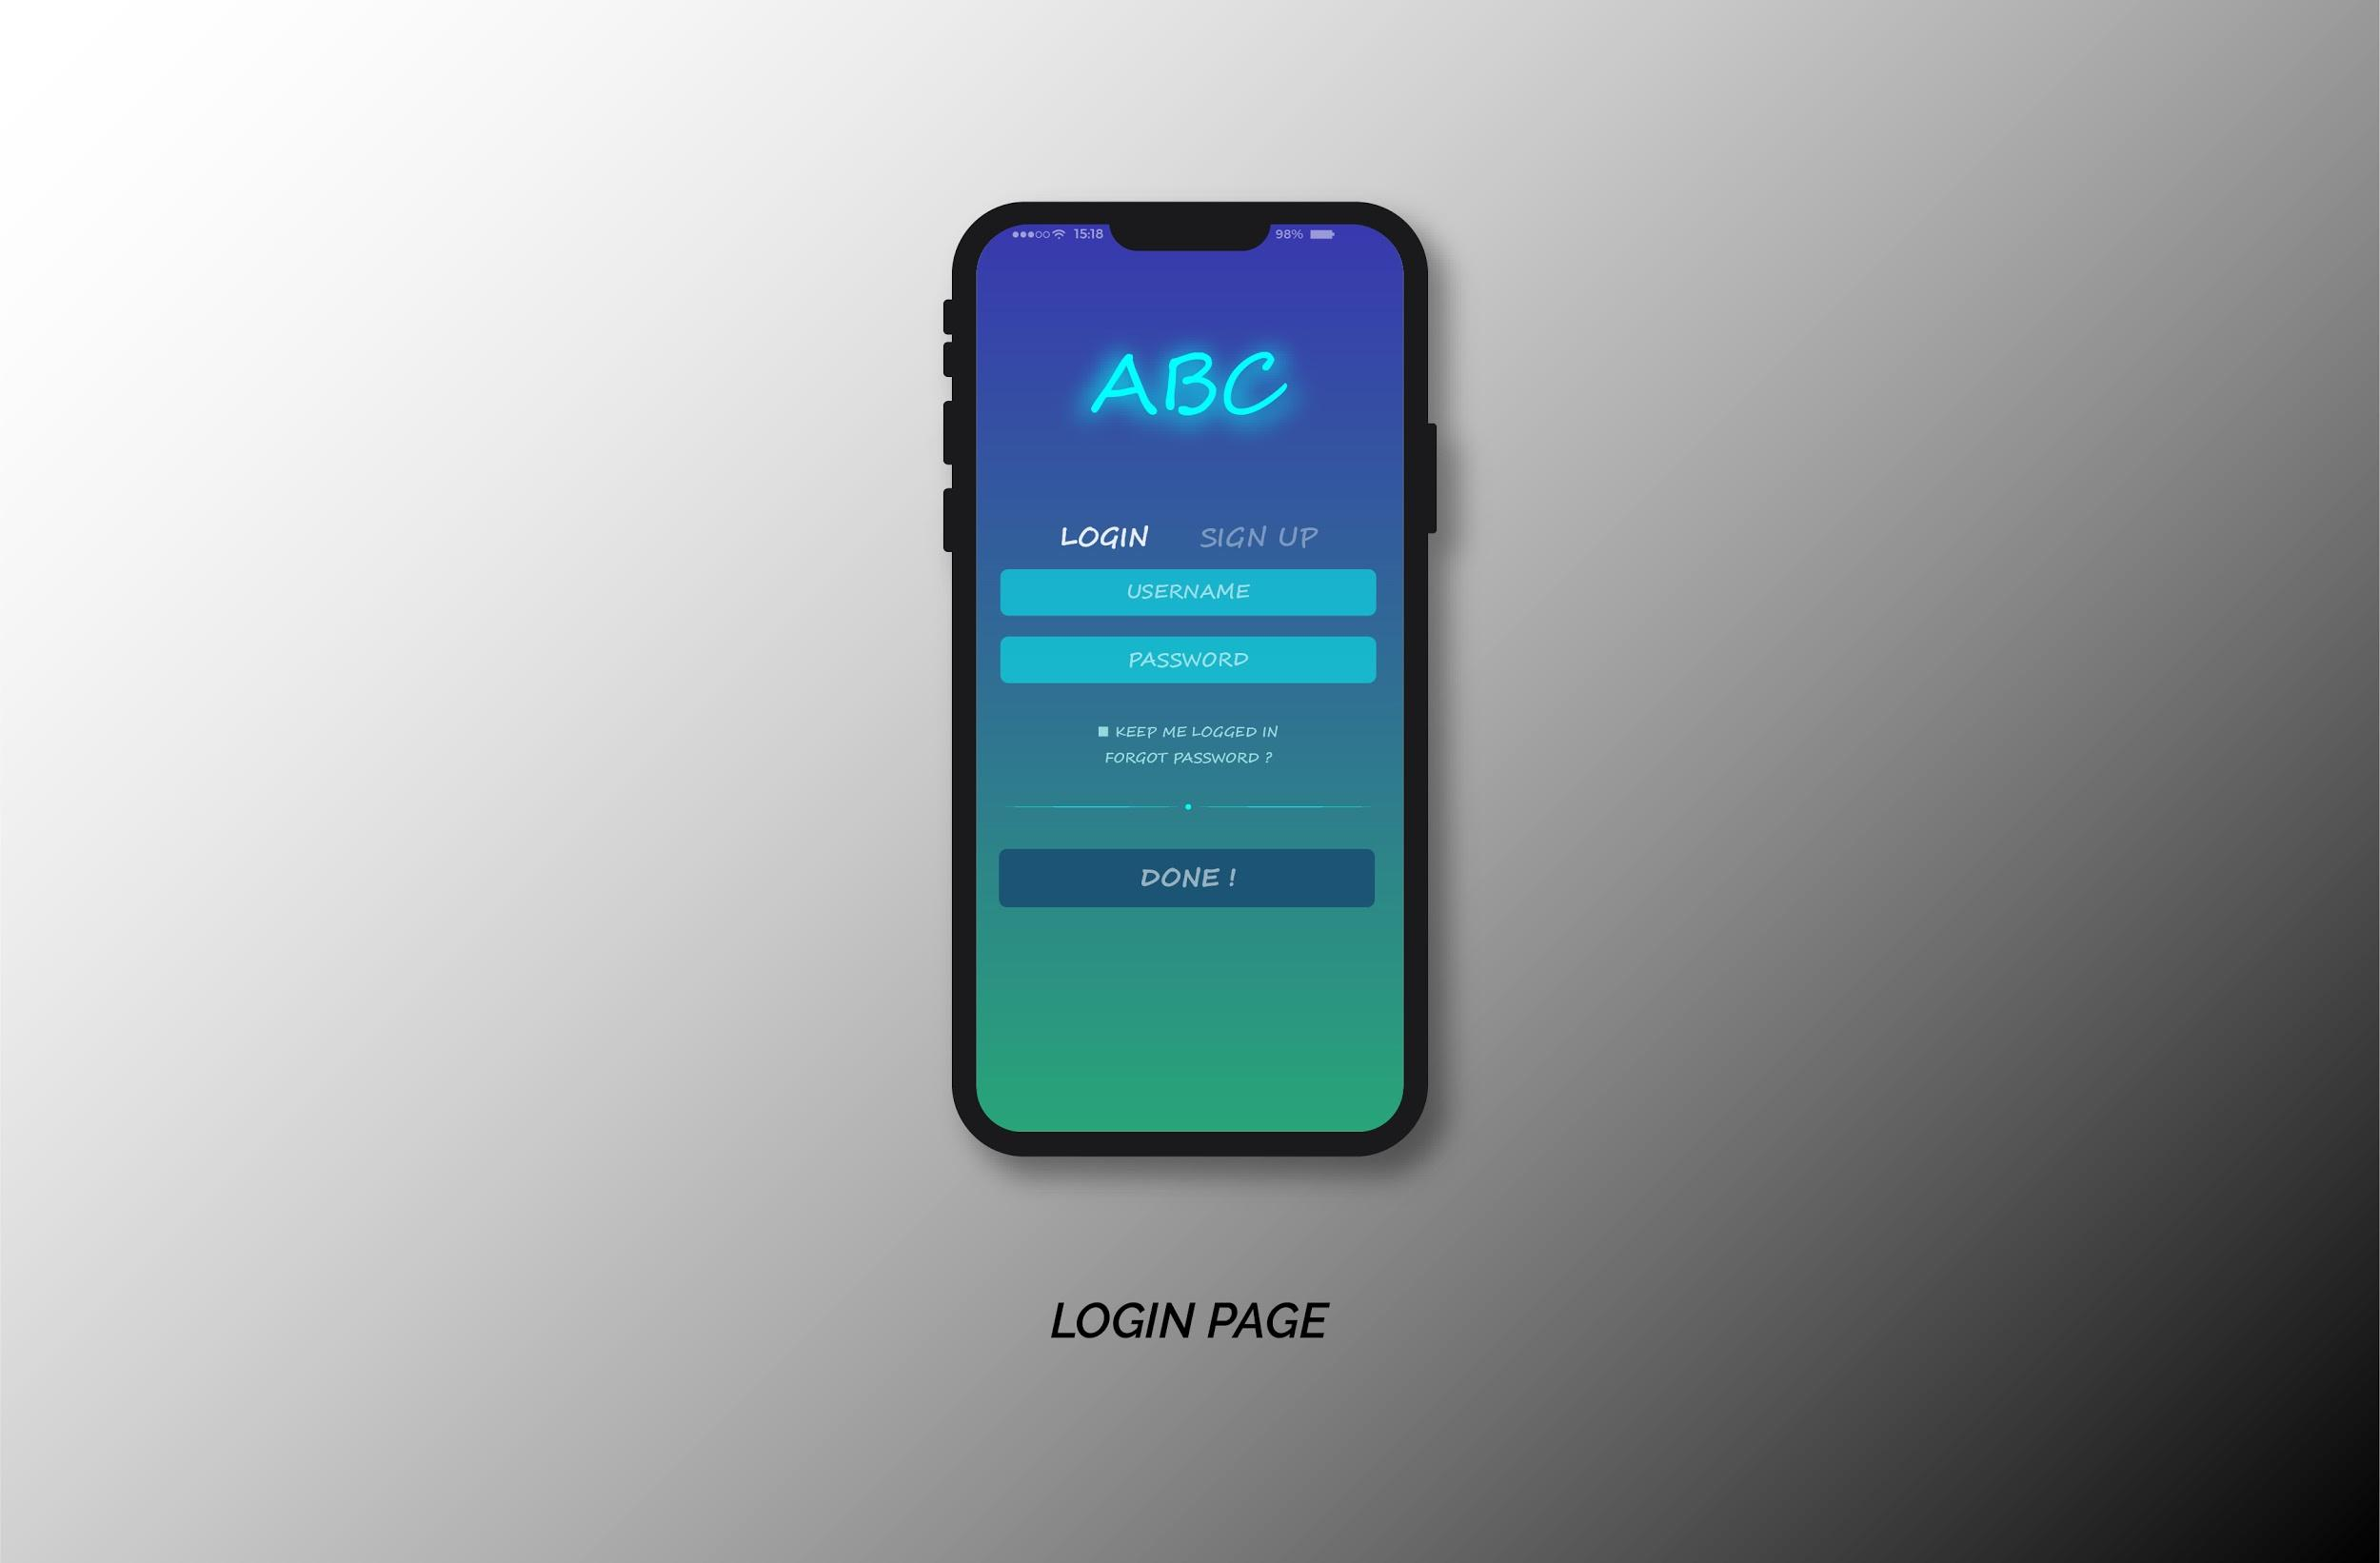 15:18 98%
ABC
LOGIN SIGN UP
USERNAME
PASSWORD
KEEP ME LOGGED IN
FORGOT PASSWORD ?
DONE !
LOGIN PAGE